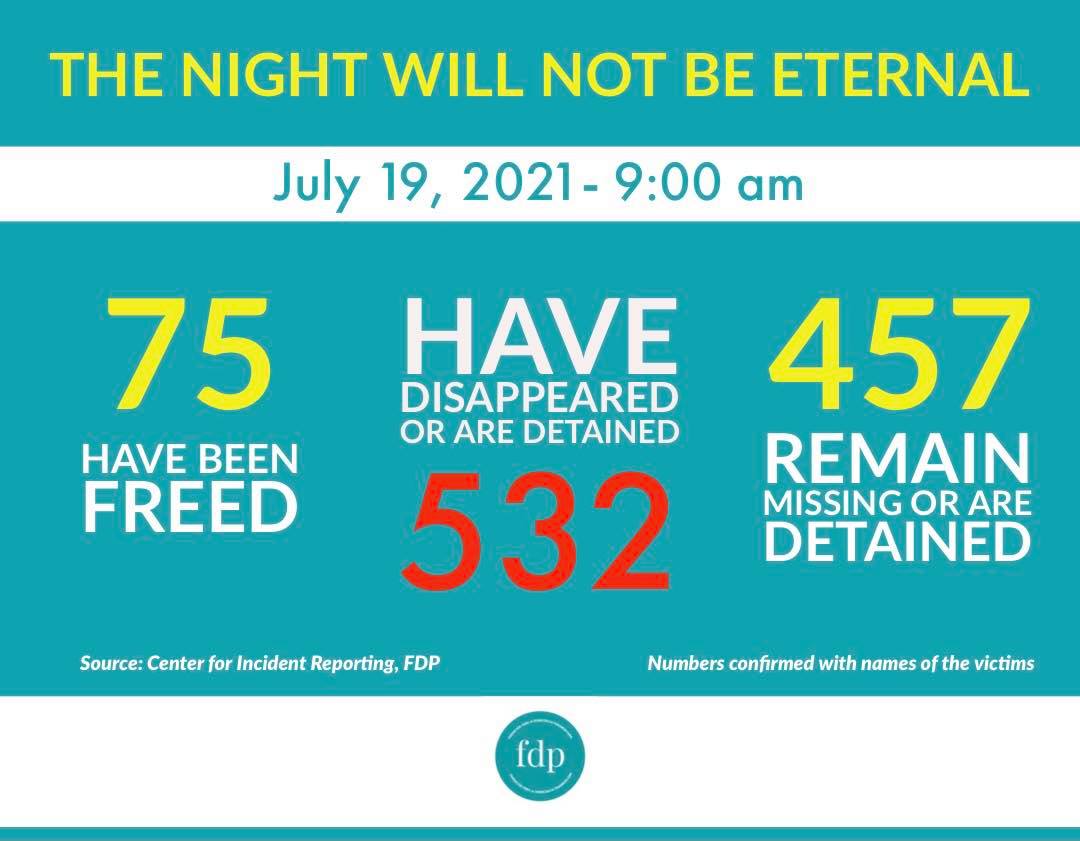 THE NIGHT WILL NOT BE ETERNAL
July 19, 2021 - 9:00 am
75
HAVE BEEN
FREED
HAVE
DISAPPEARED
OR ARE DETAINED
532
457
REMAIN
MISSING OR ARE
DETAINED
Source: Center for Incident Reporting, FDP
Numbers confirmed with names of the victims
fdp